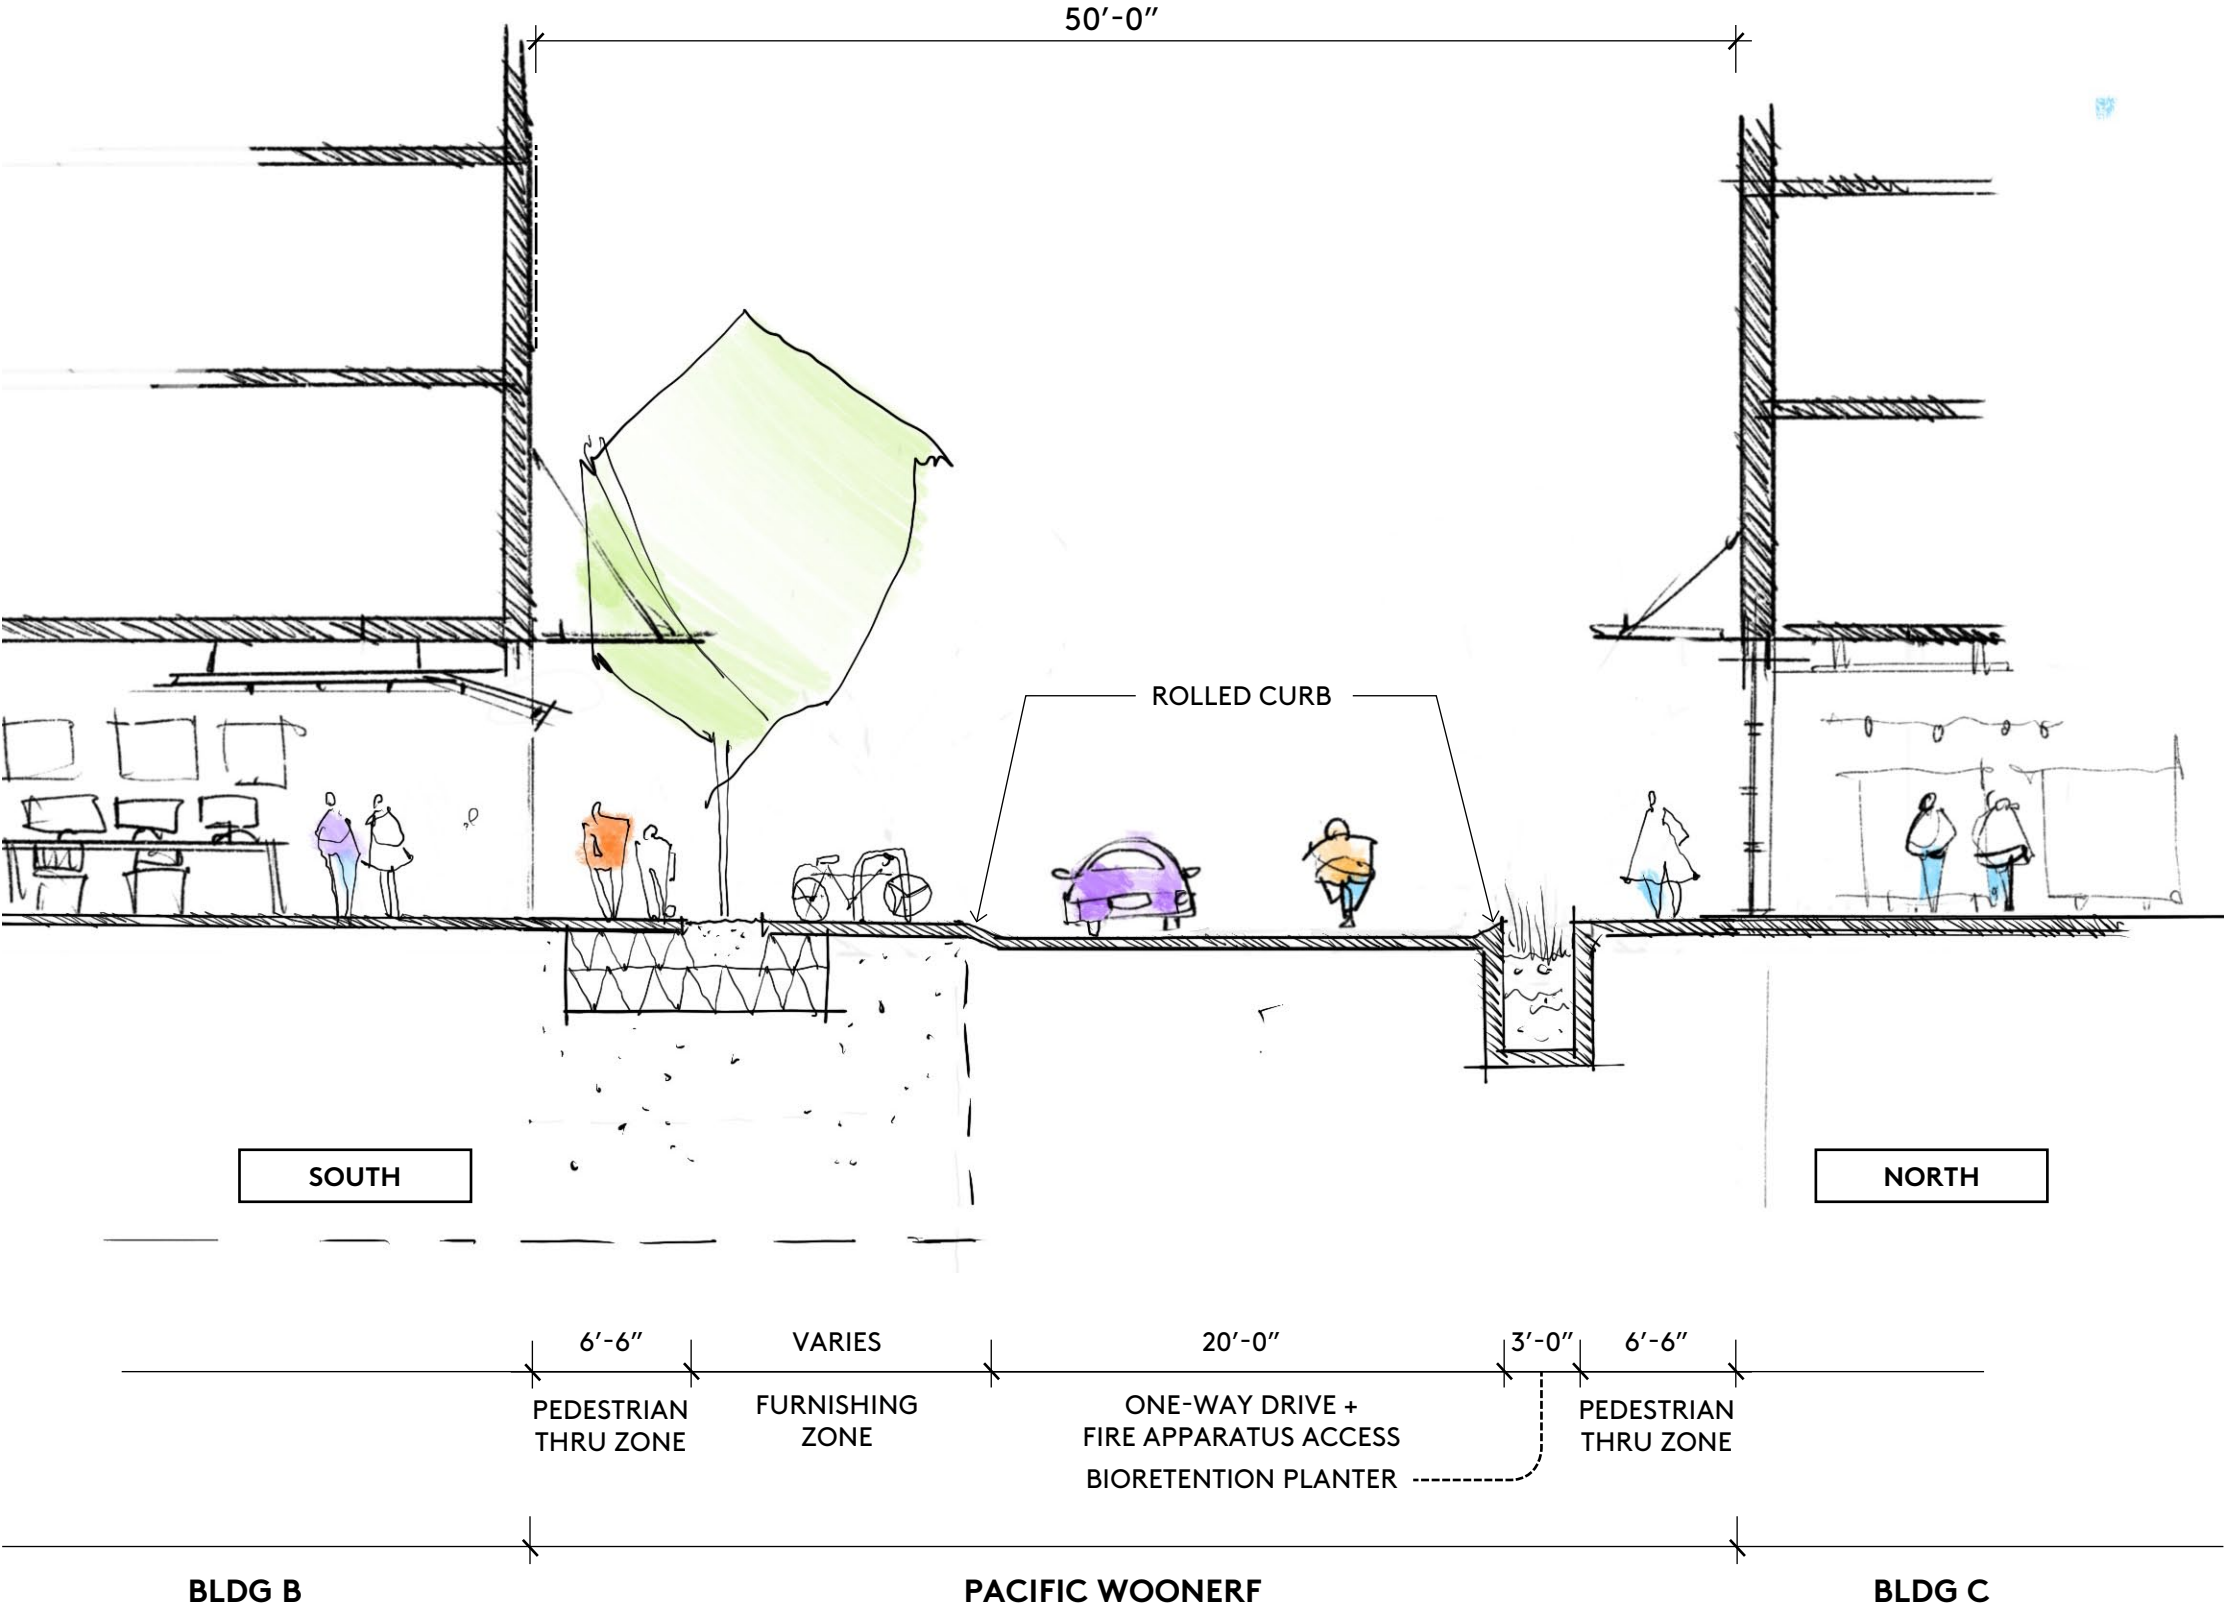 50'-0"
ROLLED CURB
SOUTH
NORTH
6'-6"
VARIES
20'-0"
3'-0"
6'-6"
PEDESTRIAN
THRU ZONE
FURNISHING
ZONE
ONE-WAY DRIVE +
FIRE APPARATUS ACCESS
BIORETENTION PLANTER
PEDESTRIAN
THRU ZONE
BLDG B
PACIFIC WOONERF
BLDG C